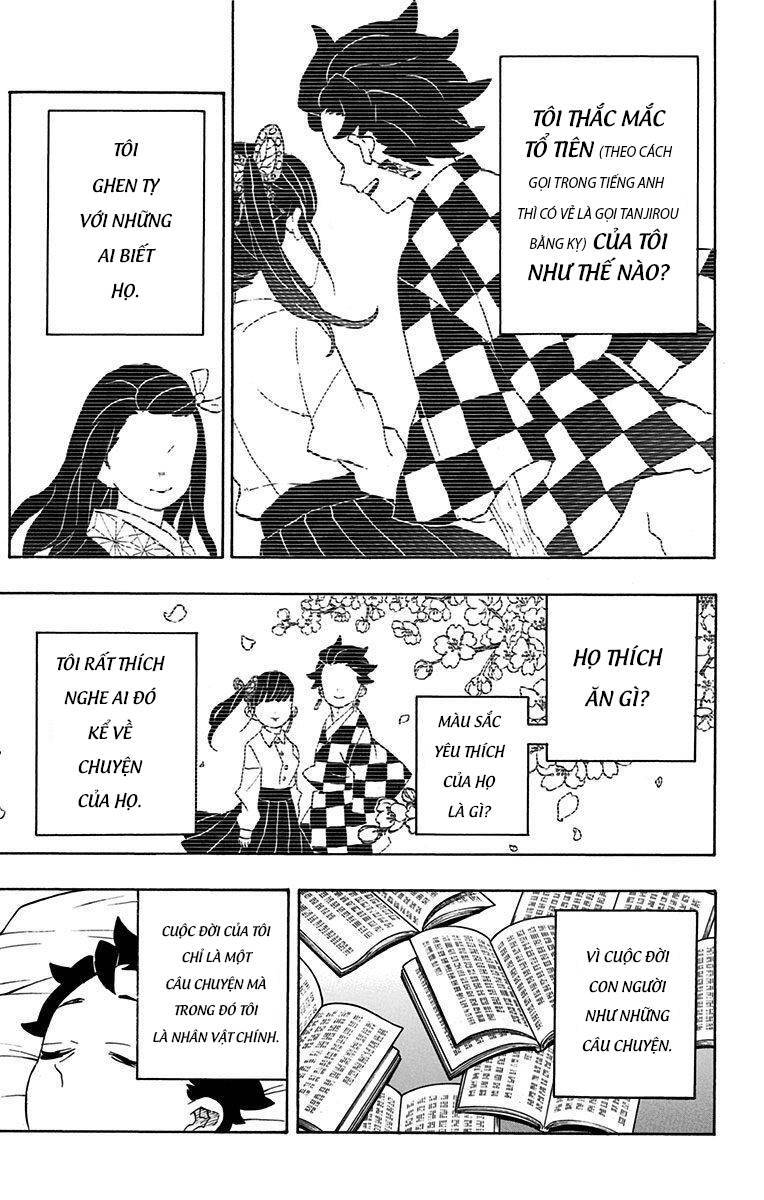 TÔI THẮC MẮC
TỔ TIÊN (THEO CÁCH
GỌI TRONG TIẾNG ANH
THÌ CÓ VẺ LÀ GỌI TANJIROU
BẰNG KỴ) CỦA TÔI
NHƯ THẾ NÀO?
TÔI
GHEN TỴ
VỚI NHỮNG
AI BIẾT
HỌ.
HỌ THÍCH
ĂN GÌ?
MÀU SẮC
YÊU THÍCH
CỦA HỌ
LÀ GÌ?
TÔI RẤT THÍCH
NGHE AI ĐÓ
KỂ VỀ
CHUYỆN
CỦA HỌ.
VÌ CUỘC ĐỜI
CON NGƯỜI
NHƯ NHỮNG
CÂU CHUYỆN.
CUỘC ĐỜI CỦA TÔI
CHỈ LÀ MỘT
CÂU CHUYỆN MÀ
TRONG ĐÓ TÔI
LÀ NHÂN VẬT CHÍNH.